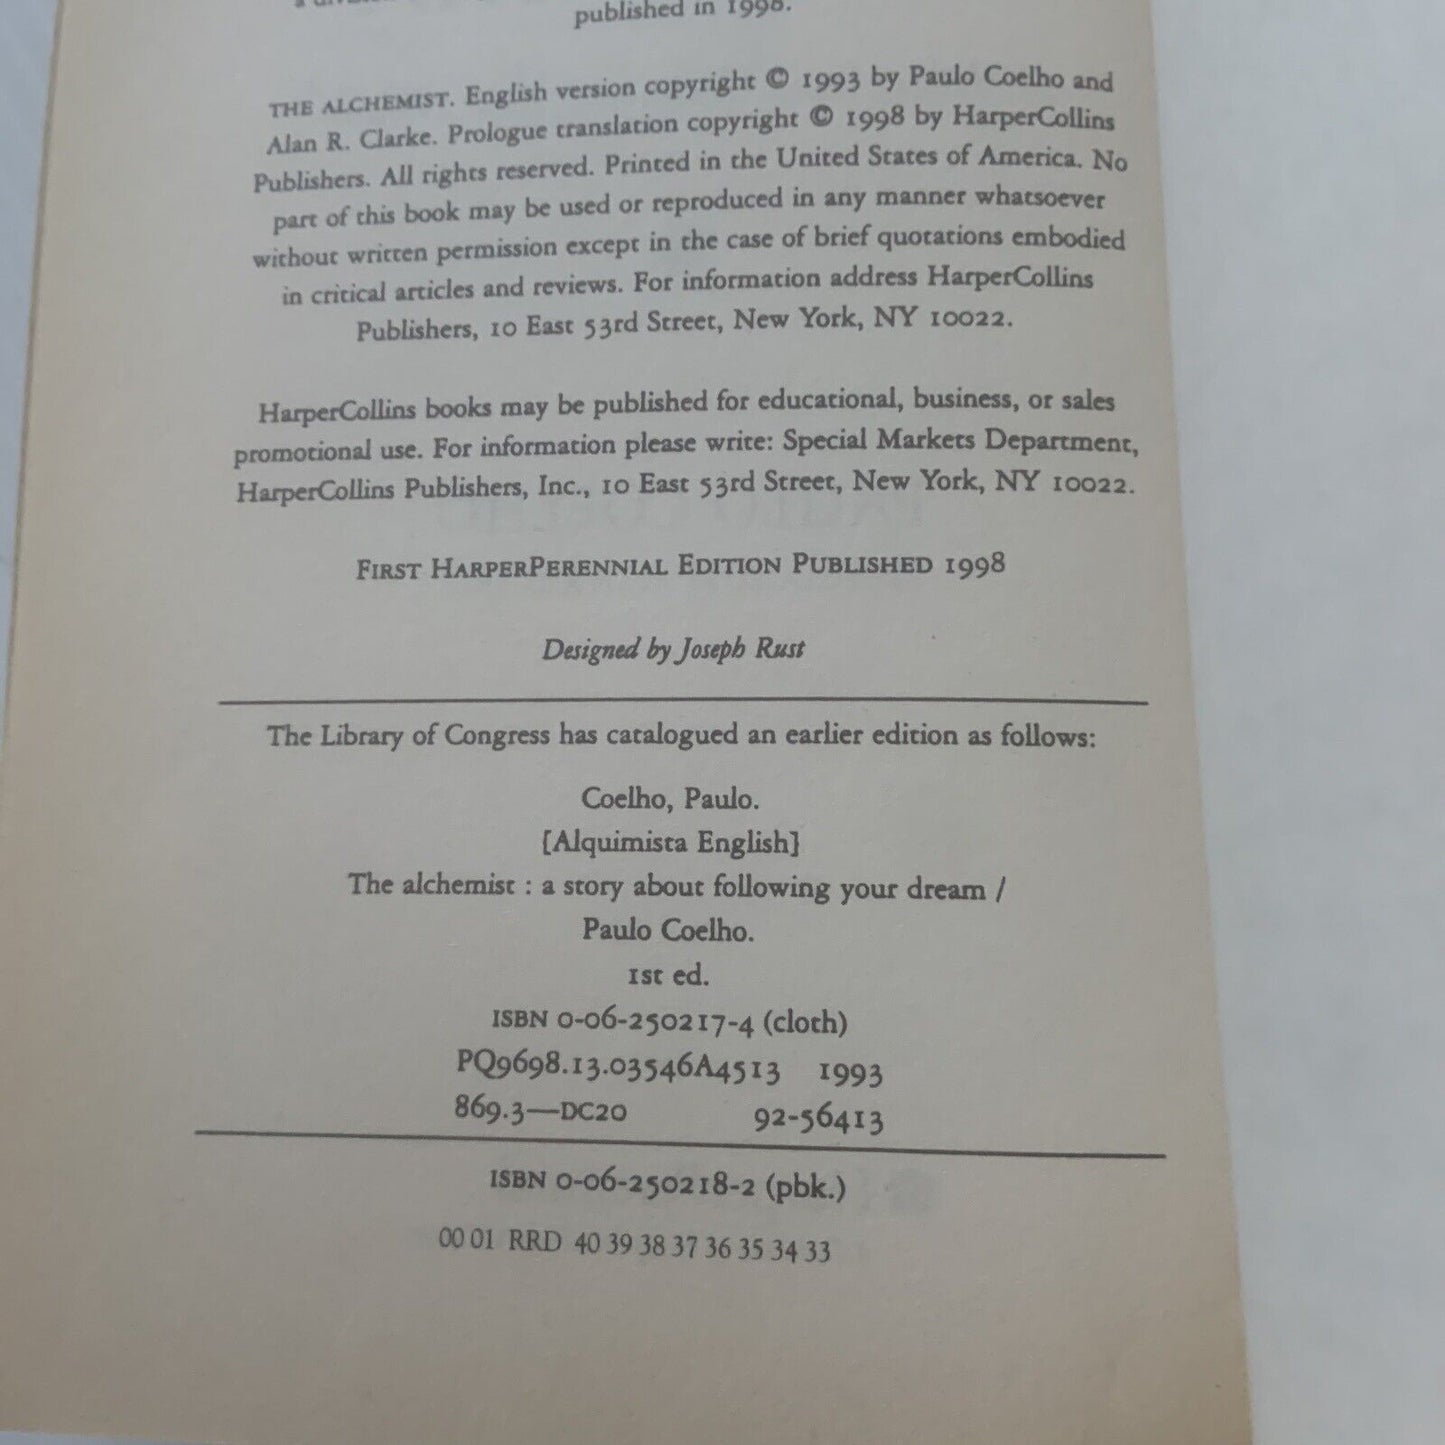 published in 1998.
THE ALCHEMIST. English version copyright © 1993 by Paulo Coelho and
Alan R. Clarke. Prologue translation copyright © 1998 by HarperCollins
Publishers. All rights reserved. Printed in the United States of America. No
part of this book may be used or reproduced in any manner whatsoever
without written permission except in the case of brief quotations embodied
in critical articles and reviews. For information address HarperCollins
Publishers, 10 East 53rd Street, New York, NY 10022.
HarperCollins books may be published for educational, business, or sales
promotional use. For information please write: Special Markets Department,
HarperCollins Publishers, Inc., 10 East 53rd Street, New York, NY 10022.
FIRST HARPERPERENNIAL EDITION PUBLISHED 1998
Designed by Joseph Rust
The Library of Congress has catalogued an earlier edition as follows:
Coelho, Paulo.
[Alquimista English]
The alchemist : a story about following your dream /
Paulo Coelho.
1st ed.
ISBN 0-06-250217-4 (cloth)
PQ9698.13.03546A4513 1993
869.3—DC20 92-56413
ISBN 0-06-250218-2 (pbk.)
00 01 RRD 40 39 38 37 36 35 34 33